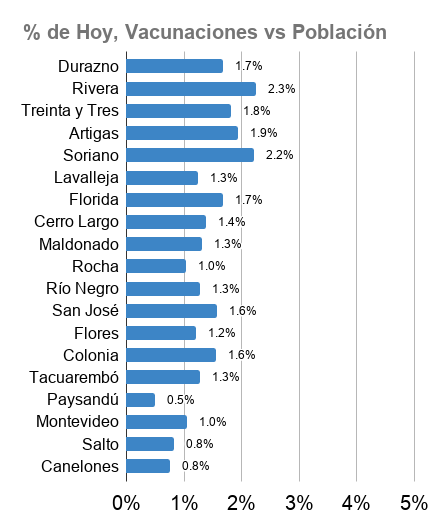 % de Hoy, Vacunaciones vs Población
Durazno 1.7%
Rivera 2.3%
Treinta y Tres 1.8%
Artigas 1.9%
Soriano 2.2%
Lavalleja 1.3%
Florida 1.7%
Cerro Largo 1.4%
Maldonado 1.3%
Rocha 1.0%
Río Negro 1.3%
San José 1.6%
Flores 1.2%
Colonia 1.6%
Tacuarembó 1.3%
Paysandú 0.5%
Montevideo 1.0%
Salto 0.8%
Canelones 0.8%
0% 1% 2% 3% 4% 5%